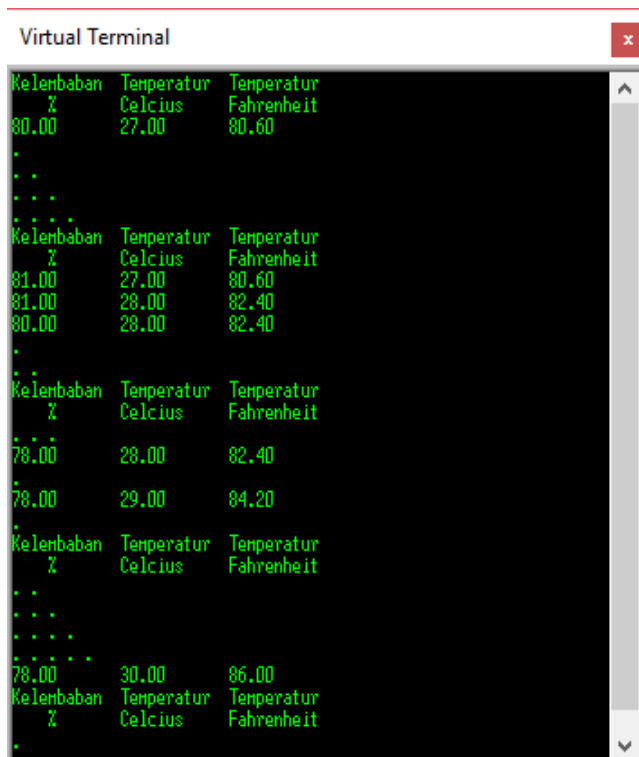 Virtual Terminal
x
Kelembaban Temperatur Temperatur
% Celcius Fahrenheit
80.00 27.00 80.60
.
. .
. . .
. . . .
Kelembaban Temperatur Temperatur
% Celcius Fahrenheit
81.00 27.00 80.60
81.00 28.00 82.40
80.00 28.00 82.40
.
. .
Kelembaban Temperatur Temperatur
% Celcius Fahrenheit
. . .
78.00 28.00 82.40
.
78.00 29.00 84.20
.
Kelembaban Temperatur Temperatur
% Celcius Fahrenheit
. .
. . .
. . . .
. . . . .
78.00 30.00 86.00
Kelembaban Temperatur Temperatur
% Celcius Fahrenheit
.